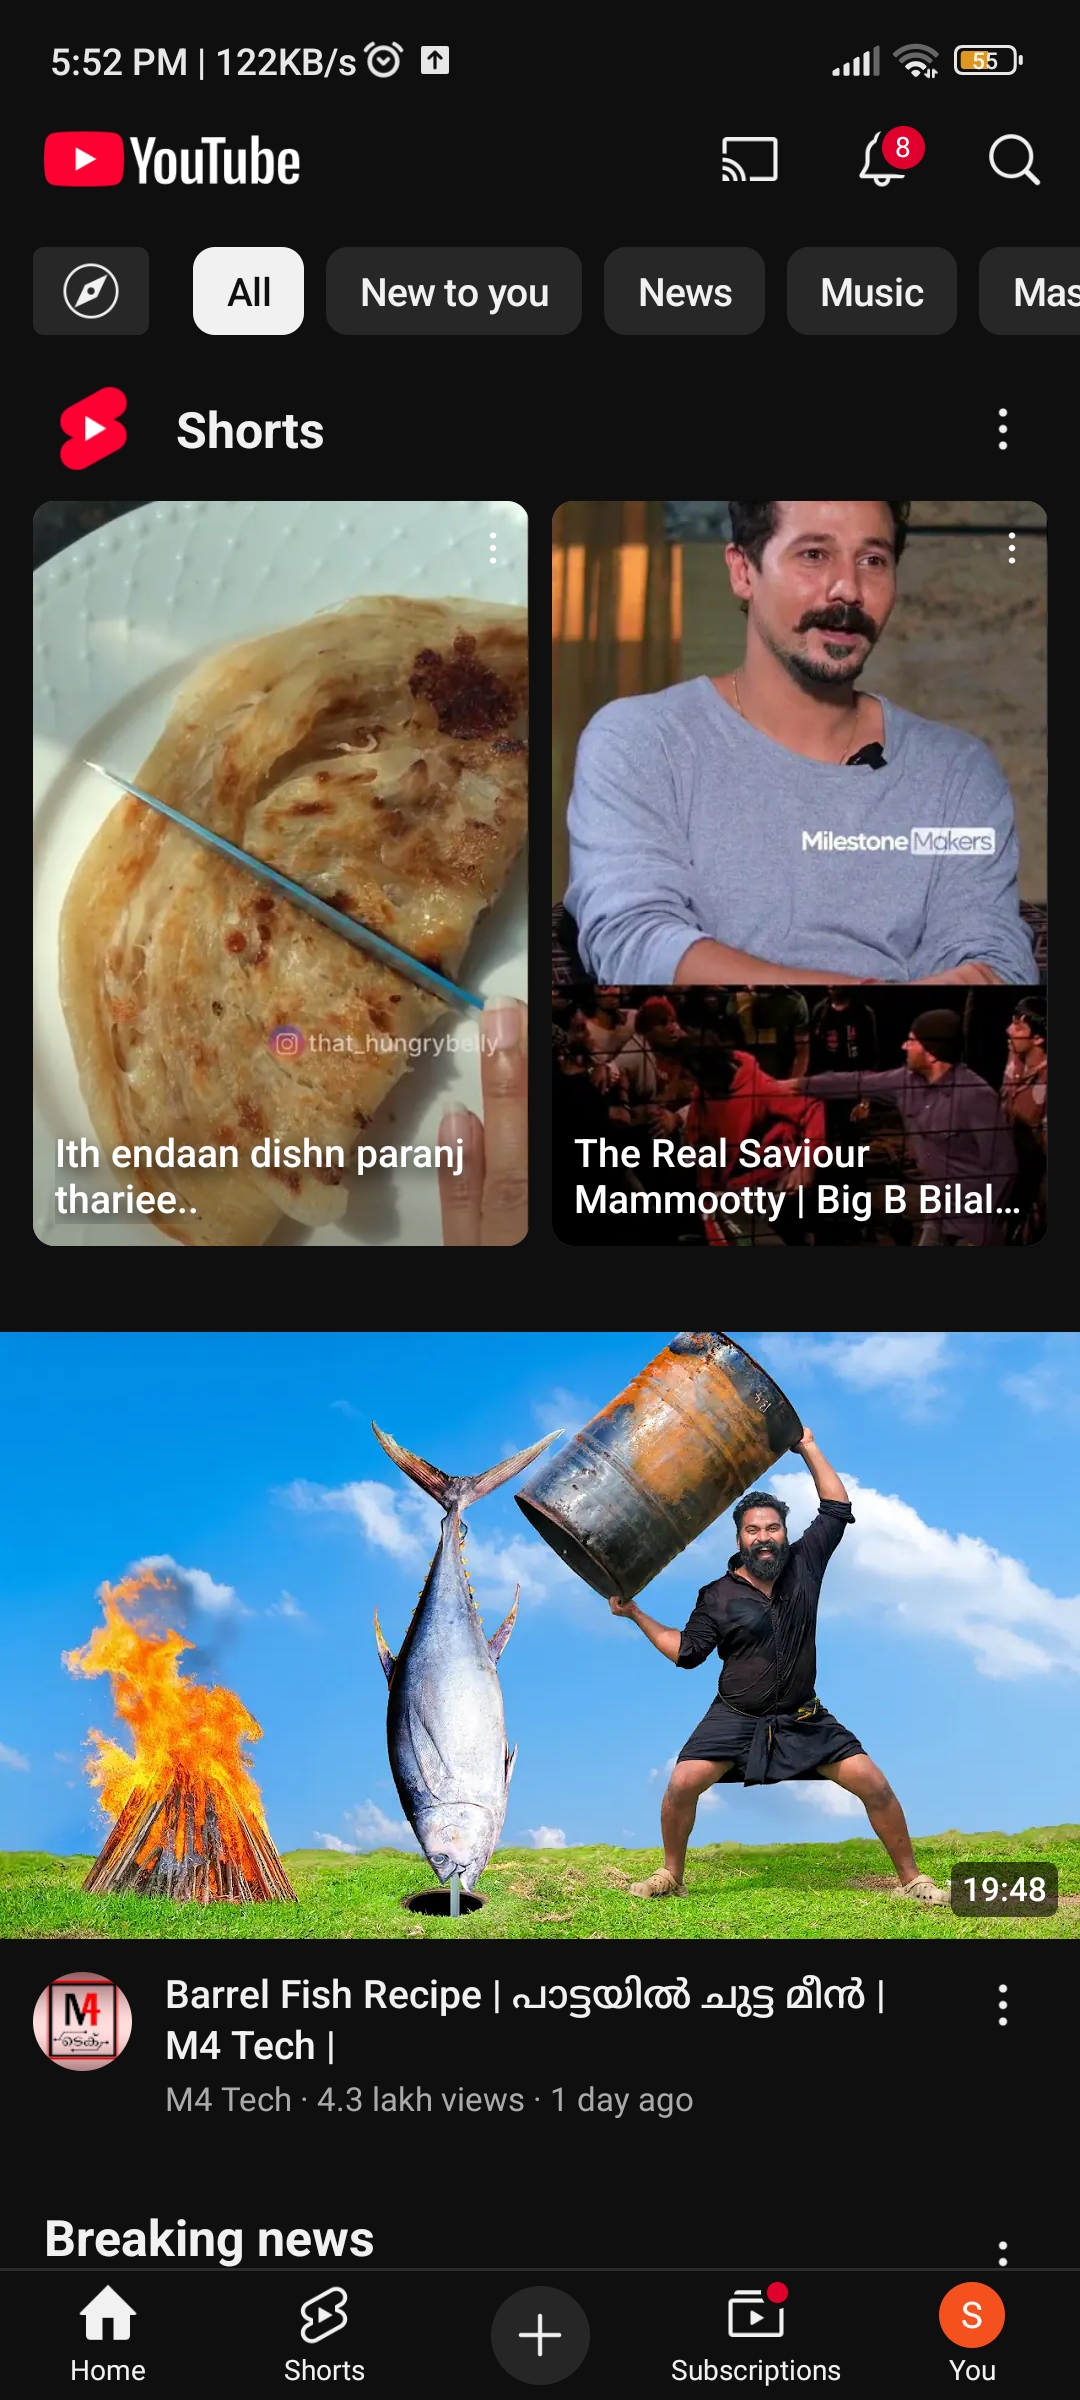 5:52 PM | 122KB/s
55
YouTube
8
All
New to you
News
Music
Mas
Shorts
that_hungrybelly
Ith endaan dishn paranj
thariee..
Milestone Makers
The Real Saviour
Mammootty | Big B Bilal...
19:48
M4
ടെക്
Barrel Fish Recipe | പാട്ടയിൽ ചുട്ട മീൻ |
M4 Tech |
M4 Tech · 4.3 lakh views · 1 day ago
Breaking news
Home
Shorts
Subscriptions
S
You